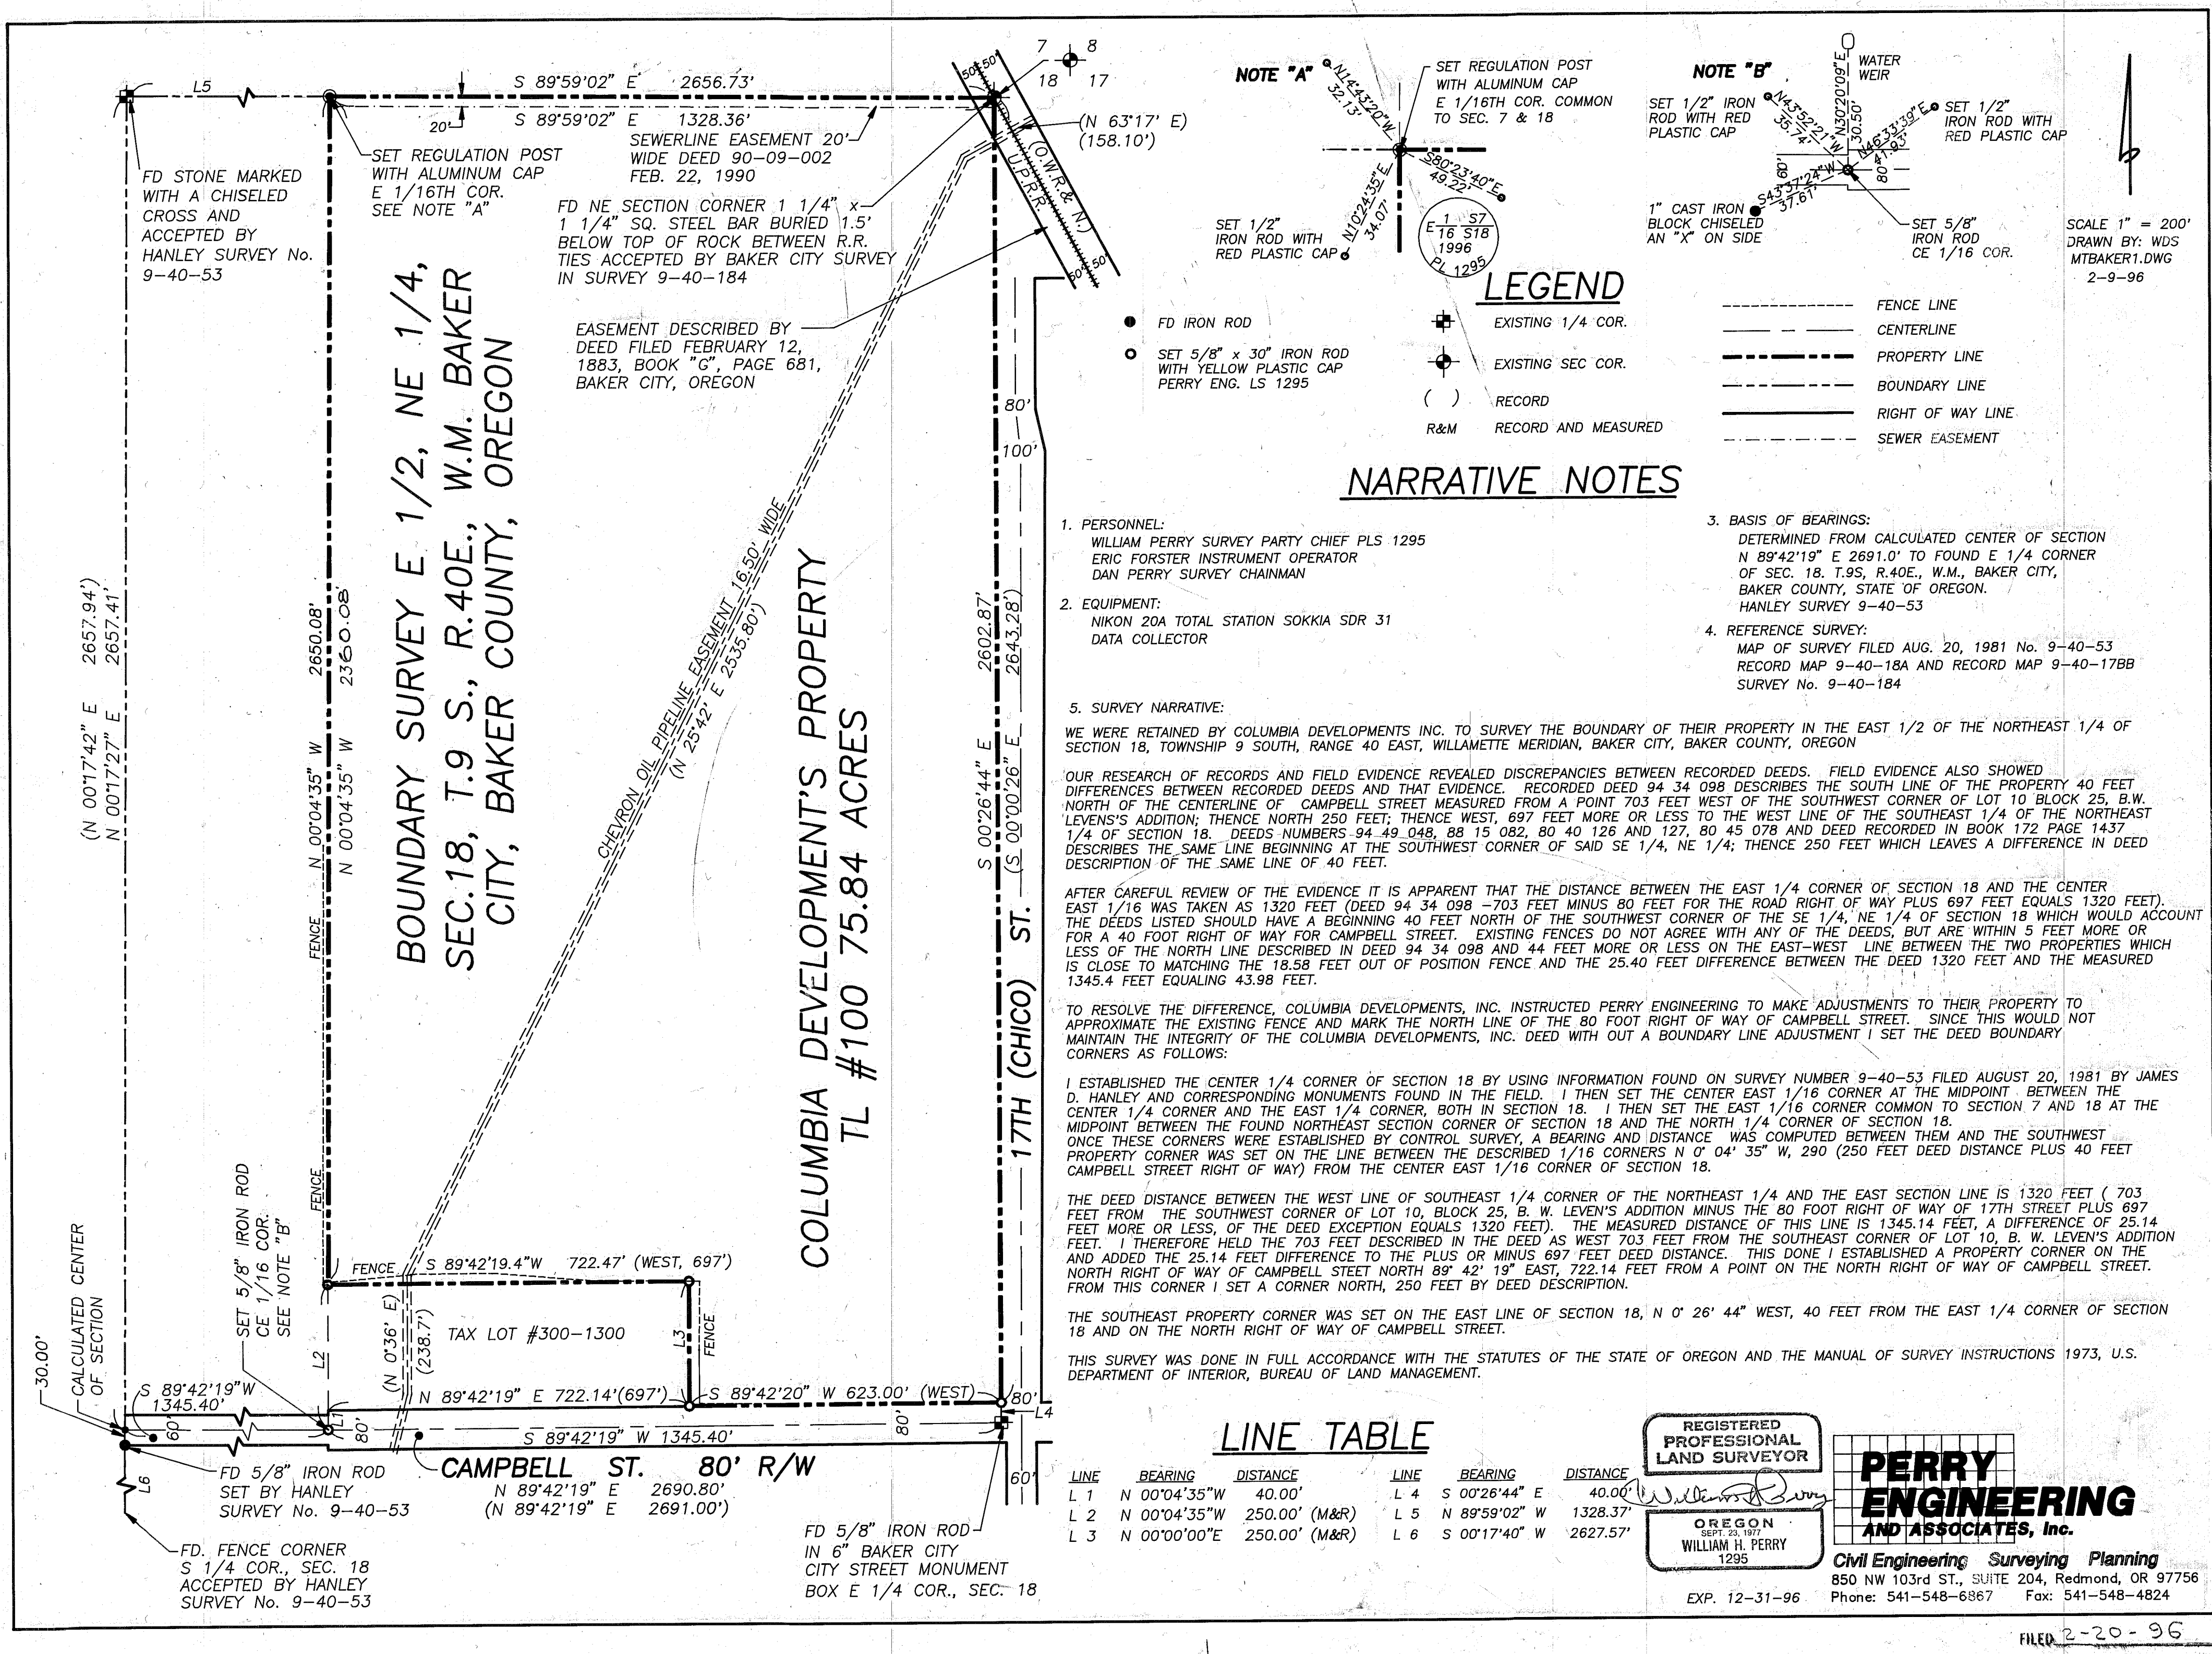 L5
S 89°59'02" E 2656.73'
20'
S 89°59'02" E 1328.36'
SEWERLINE EASEMENT 20'
WIDE DEED 90-09-002
FEB. 22, 1990
FD STONE MARKED
WITH A CHISELED
CROSS AND
ACCEPTED BY
HANLEY SURVEY No.
9-40-53
SET REGULATION POST
WITH ALUMINUM CAP
E 1/16TH COR.
SEE NOTE "A"
FD NE SECTION CORNER 1 1/4" x
1 1/4" SQ. STEEL BAR BURIED 1.5'
BELOW TOP OF ROCK BETWEEN R.R.
TIES ACCEPTED BY BAKER CITY SURVEY
IN SURVEY 9-40-184
EASEMENT DESCRIBED BY
DEED FILED FEBRUARY 12,
1883, BOOK "G", PAGE 681,
BAKER CITY, OREGON
50' 50'
7 8
18 17
(N 63°17' E)
(158.10')
(O.W.R.& N.)
U.P.R.R.
50' 50'
NOTE "A"
N14°43'20"W
32.13'
SET REGULATION POST
WITH ALUMINUM CAP
E 1/16TH COR. COMMON
TO SEC. 7 & 18
S80°23'40"E
49.22'
N10°24'35"E
34.07'
SET 1/2"
IRON ROD WITH
RED PLASTIC CAP
E 1/16 S7
S18
1996
PL 1295
NOTE "B"
WATER
WEIR
N30°20'09"E
30.50'
SET 1/2" IRON
ROD WITH RED
PLASTIC CAP
N43°52'21"W
35.74'
N46°33'39"E
41.93'
SET 1/2"
IRON ROD WITH
RED PLASTIC CAP
60'
80'
S43°37'24"W
37.67'
1" CAST IRON
BLOCK CHISELED
AN "X" ON SIDE
SET 5/8"
IRON ROD
CE 1/16 COR.
SCALE 1" = 200'
DRAWN BY: WDS
MTBAKER1.DWG
2-9-96
LEGEND
FD IRON ROD
SET 5/8" x 30" IRON ROD
WITH YELLOW PLASTIC CAP
PERRY ENG. LS 1295
EXISTING 1/4 COR.
EXISTING SEC COR.
( ) RECORD
R&M RECORD AND MEASURED
FENCE LINE
CENTERLINE
PROPERTY LINE
BOUNDARY LINE
RIGHT OF WAY LINE
SEWER EASEMENT
(N 00°17'42" E 2657.94')
N 00°17'27" E 2657.41'
FENCE N 00°04'35" W 2650.08'
N 00°04'35" W 2360.08'
FENCE
BOUNDARY SURVEY E 1/2, NE 1/4,
SEC.18, T.9 S., R.40E., W.M. BAKER
CITY, BAKER COUNTY, OREGON
CHEVRON OIL PIPELINE EASEMENT 16.50' WIDE
(N 25°42' E 2535.80')
COLUMBIA DEVELOPMENT'S PROPERTY
TL #100 75.84 ACRES
S 00°26'44" E 2602.87'
(S 00°00'26" E 2643.28')
80'
100'
17TH (CHICO) ST.
NARRATIVE NOTES
1. PERSONNEL:
WILLIAM PERRY SURVEY PARTY CHIEF PLS 1295
ERIC FORSTER INSTRUMENT OPERATOR
DAN PERRY SURVEY CHAINMAN
2. EQUIPMENT:
NIKON 20A TOTAL STATION SOKKIA SDR 31
DATA COLLECTOR
3. BASIS OF BEARINGS:
DETERMINED FROM CALCULATED CENTER OF SECTION
N 89°42'19" E 2691.0' TO FOUND E 1/4 CORNER
OF SEC. 18. T.9S, R.40E., W.M., BAKER CITY,
BAKER COUNTY, STATE OF OREGON.
HANLEY SURVEY 9-40-53
4. REFERENCE SURVEY:
MAP OF SURVEY FILED AUG. 20, 1981 No. 9-40-53
RECORD MAP 9-40-18A AND RECORD MAP 9-40-17BB
SURVEY No. 9-40-184
5. SURVEY NARRATIVE:
WE WERE RETAINED BY COLUMBIA DEVELOPMENTS INC. TO SURVEY THE BOUNDARY OF THEIR PROPERTY IN THE EAST 1/2 OF THE NORTHEAST 1/4 OF
SECTION 18, TOWNSHIP 9 SOUTH, RANGE 40 EAST, WILLAMETTE MERIDIAN, BAKER CITY, BAKER COUNTY, OREGON
OUR RESEARCH OF RECORDS AND FIELD EVIDENCE REVEALED DISCREPANCIES BETWEEN RECORDED DEEDS. FIELD EVIDENCE ALSO SHOWED
DIFFERENCES BETWEEN RECORDED DEEDS AND THAT EVIDENCE. RECORDED DEED 94 34 098 DESCRIBES THE SOUTH LINE OF THE PROPERTY 40 FEET
NORTH OF THE CENTERLINE OF CAMPBELL STREET MEASURED FROM A POINT 703 FEET WEST OF THE SOUTHWEST CORNER OF LOT 10 BLOCK 25, B.W.
LEVENS'S ADDITION; THENCE NORTH 250 FEET; THENCE WEST, 697 FEET MORE OR LESS TO THE WEST LINE OF THE SOUTHEAST 1/4 OF THE NORTHEAST
1/4 OF SECTION 18. DEEDS NUMBERS 94 49 048, 88 15 082, 80 40 126 AND 127, 80 45 078 AND DEED RECORDED IN BOOK 172 PAGE 1437
DESCRIBES THE SAME LINE BEGINNING AT THE SOUTHWEST CORNER OF SAID SE 1/4, NE 1/4; THENCE 250 FEET WHICH LEAVES A DIFFERENCE IN DEED
DESCRIPTION OF THE SAME LINE OF 40 FEET.
AFTER CAREFUL REVIEW OF THE EVIDENCE IT IS APPARENT THAT THE DISTANCE BETWEEN THE EAST 1/4 CORNER OF SECTION 18 AND THE CENTER
EAST 1/16 WAS TAKEN AS 1320 FEET (DEED 94 34 098 -703 FEET MINUS 80 FEET FOR THE ROAD RIGHT OF WAY PLUS 697 FEET EQUALS 1320 FEET).
THE DEEDS LISTED SHOULD HAVE A BEGINNING 40 FEET NORTH OF THE SOUTHWEST CORNER OF THE SE 1/4, NE 1/4 OF SECTION 18 WHICH WOULD ACCOUNT
FOR A 40 FOOT RIGHT OF WAY FOR CAMPBELL STREET. EXISTING FENCES DO NOT AGREE WITH ANY OF THE DEEDS, BUT ARE WITHIN 5 FEET MORE OR
LESS OF THE NORTH LINE DESCRIBED IN DEED 94 34 098 AND 44 FEET MORE OR LESS ON THE EAST-WEST LINE BETWEEN THE TWO PROPERTIES WHICH
IS CLOSE TO MATCHING THE 18.58 FEET OUT OF POSITION FENCE AND THE 25.40 FEET DIFFERENCE BETWEEN THE DEED 1320 FEET AND THE MEASURED
1345.4 FEET EQUALING 43.98 FEET.
TO RESOLVE THE DIFFERENCE, COLUMBIA DEVELOPMENTS, INC. INSTRUCTED PERRY ENGINEERING TO MAKE ADJUSTMENTS TO THEIR PROPERTY TO
APPROXIMATE THE EXISTING FENCE AND MARK THE NORTH LINE OF THE 80 FOOT RIGHT OF WAY OF CAMPBELL STREET. SINCE THIS WOULD NOT
MAINTAIN THE INTEGRITY OF THE COLUMBIA DEVELOPMENTS, INC. DEED WITH OUT A BOUNDARY LINE ADJUSTMENT I SET THE DEED BOUNDARY
CORNERS AS FOLLOWS:
I ESTABLISHED THE CENTER 1/4 CORNER OF SECTION 18 BY USING INFORMATION FOUND ON SURVEY NUMBER 9-40-53 FILED AUGUST 20, 1981 BY JAMES
D. HANLEY AND CORRESPONDING MONUMENTS FOUND IN THE FIELD. I THEN SET THE CENTER EAST 1/16 CORNER AT THE MIDPOINT BETWEEN THE
CENTER 1/4 CORNER AND THE EAST 1/4 CORNER, BOTH IN SECTION 18. I THEN SET THE EAST 1/16 CORNER COMMON TO SECTION 7 AND 18 AT THE
MIDPOINT BETWEEN THE FOUND NORTHEAST SECTION CORNER OF SECTION 18 AND THE NORTH 1/4 CORNER OF SECTION 18.
ONCE THESE CORNERS WERE ESTABLISHED BY CONTROL SURVEY, A BEARING AND DISTANCE WAS COMPUTED BETWEEN THEM AND THE SOUTHWEST
PROPERTY CORNER WAS SET ON THE LINE BETWEEN THE DESCRIBED 1/16 CORNERS N 0° 04' 35" W, 290 (250 FEET DEED DISTANCE PLUS 40 FEET
CAMPBELL STREET RIGHT OF WAY) FROM THE CENTER EAST 1/16 CORNER OF SECTION 18.
THE DEED DISTANCE BETWEEN THE WEST LINE OF SOUTHEAST 1/4 CORNER OF THE NORTHEAST 1/4 AND THE EAST SECTION LINE IS 1320 FEET ( 703
FEET FROM THE SOUTHWEST CORNER OF LOT 10, BLOCK 25, B. W. LEVEN'S ADDITION MINUS THE 80 FOOT RIGHT OF WAY OF 17TH STREET PLUS 697
FEET MORE OR LESS, OF THE DEED EXCEPTION EQUALS 1320 FEET). THE MEASURED DISTANCE OF THIS LINE IS 1345.14 FEET, A DIFFERENCE OF 25.14
FEET. I THEREFORE HELD THE 703 FEET DESCRIBED IN THE DEED AS WEST 703 FEET FROM THE SOUTHEAST CORNER OF LOT 10, B. W. LEVEN'S ADDITION
AND ADDED THE 25.14 FEET DIFFERENCE TO THE PLUS OR MINUS 697 FEET DEED DISTANCE. THIS DONE I ESTABLISHED A PROPERTY CORNER ON THE
NORTH RIGHT OF WAY OF CAMPBELL STEET NORTH 89° 42' 19" EAST, 722.14 FEET FROM A POINT ON THE NORTH RIGHT OF WAY OF CAMPBELL STREET.
FROM THIS CORNER I SET A CORNER NORTH, 250 FEET BY DEED DESCRIPTION.
THE SOUTHEAST PROPERTY CORNER WAS SET ON THE EAST LINE OF SECTION 18, N 0° 26' 44" WEST, 40 FEET FROM THE EAST 1/4 CORNER OF SECTION
18 AND ON THE NORTH RIGHT OF WAY OF CAMPBELL STREET.
THIS SURVEY WAS DONE IN FULL ACCORDANCE WITH THE STATUTES OF THE STATE OF OREGON AND THE MANUAL OF SURVEY INSTRUCTIONS 1973, U.S.
DEPARTMENT OF INTERIOR, BUREAU OF LAND MANAGEMENT.
FENCE S 89°42'19.4"W 722.47' (WEST, 697')
SET 5/8" IRON ROD
CE 1/16 COR.
SEE NOTE "B"
CALCULATED CENTER
OF SECTION
30.00'
L2
(N 0°36' E)
(238.7')
TAX LOT #300-1300
L3
FENCE
S 89°42'19"W
1345.40'
60'
L1
80'
N 89°42'19" E 722.14'(697')
S 89°42'20" W 623.00' (WEST)
80'
L4
80'
S 89°42'19" W 1345.40'
60'
CAMPBELL ST. 80' R/W
N 89°42'19" E 2690.80'
(N 89°42'19" E 2691.00')
L6
FD 5/8" IRON ROD
SET BY HANLEY
SURVEY No. 9-40-53
FD. FENCE CORNER
S 1/4 COR., SEC. 18
ACCEPTED BY HANLEY
SURVEY No. 9-40-53
FD 5/8" IRON ROD
IN 6" BAKER CITY
CITY STREET MONUMENT
BOX E 1/4 COR., SEC. 18
LINE TABLE
LINE BEARING DISTANCE LINE BEARING DISTANCE
L 1 N 00°04'35"W 40.00' L 4 S 00°26'44" E 40.00'
L 2 N 00°04'35"W 250.00' (M&R) L 5 N 89°59'02" W 1328.37'
L 3 N 00°00'00"E 250.00' (M&R) L 6 S 00°17'40" W 2627.57'
REGISTERED
PROFESSIONAL
LAND SURVEYOR
William H Perry
OREGON
SEPT. 23, 1977
WILLIAM H. PERRY
1295
EXP. 12-31-96
PERRY
ENGINEERING
AND ASSOCIATES, Inc.
Civil Engineering Surveying Planning
850 NW 103rd ST., SUITE 204, Redmond, OR 97756
Phone: 541-548-6867 Fax: 541-548-4824
FILED 2-20-96